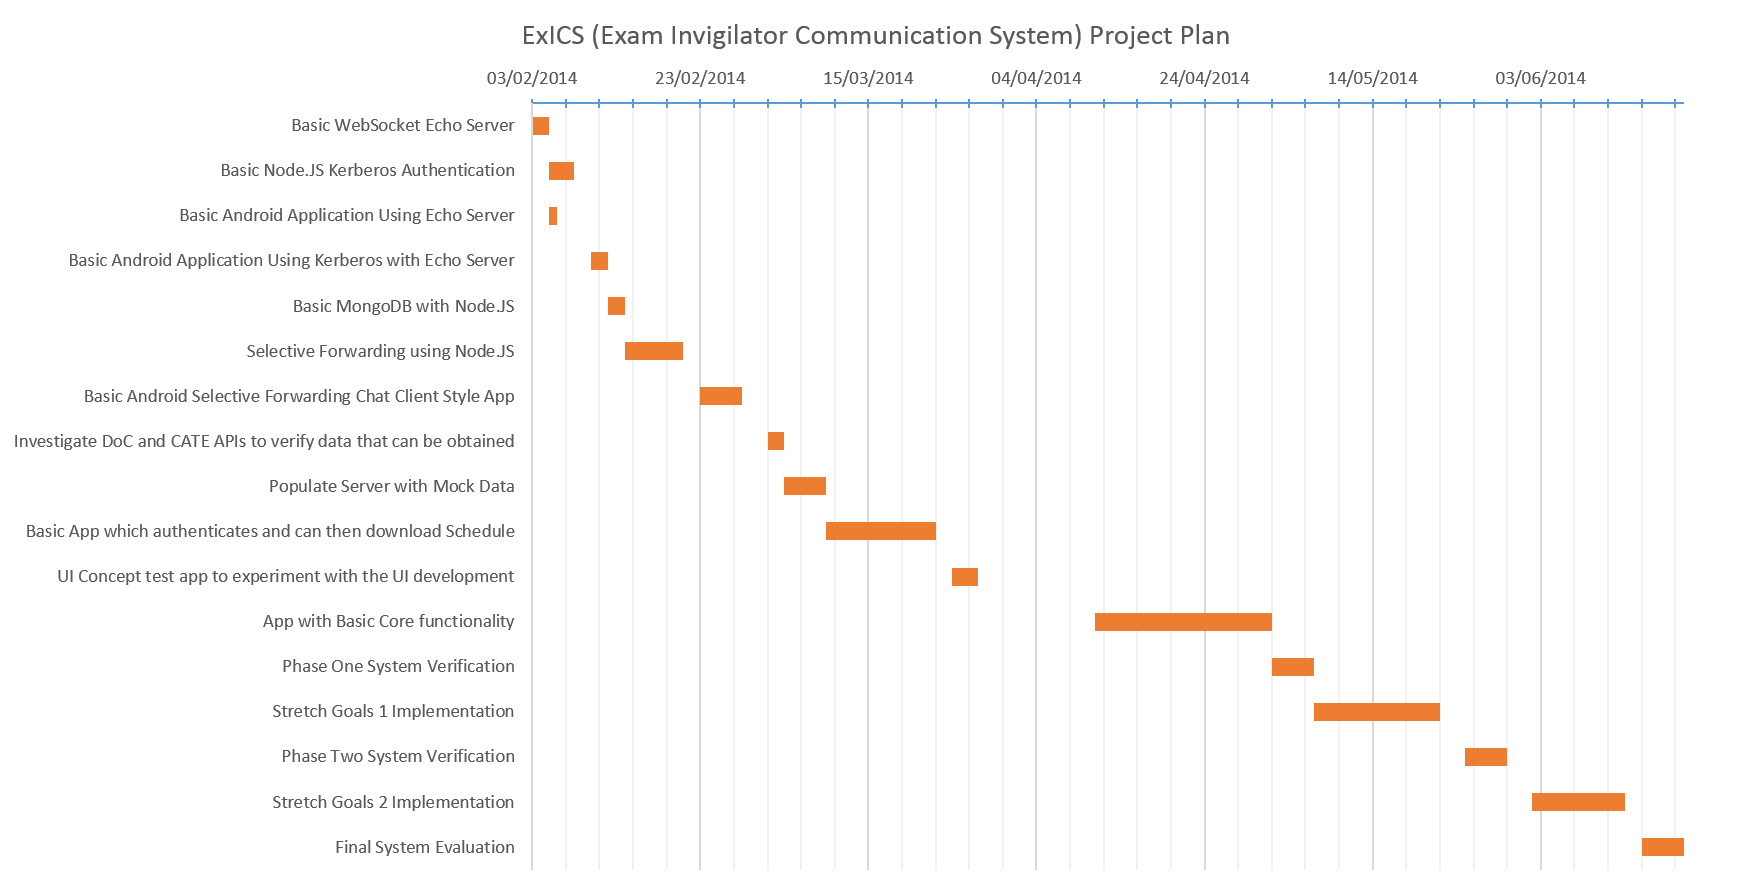 ExICS (Exam Invigilator Communication System) Project Plan
03/02/2014 23/02/2014 15/03/2014 04/04/2014 24/04/2014 14/05/2014 03/06/2014
Basic WebSocket Echo Server
Basic Node.JS Kerberos Authentication
Basic Android Application Using Echo Server
Basic Android Application Using Kerberos with Echo Server
Basic MongoDB with Node.JS
Selective Forwarding using Node.JS
Basic Android Selective Forwarding Chat Client Style App
Investigate DoC and CATE APIs to verify data that can be obtained
Populate Server with Mock Data
Basic App which authenticates and can then download Schedule
UI Concept test app to experiment with the UI development
App with Basic Core functionality
Phase One System Verification
Stretch Goals 1 Implementation
Phase Two System Verification
Stretch Goals 2 Implementation
Final System Evaluation